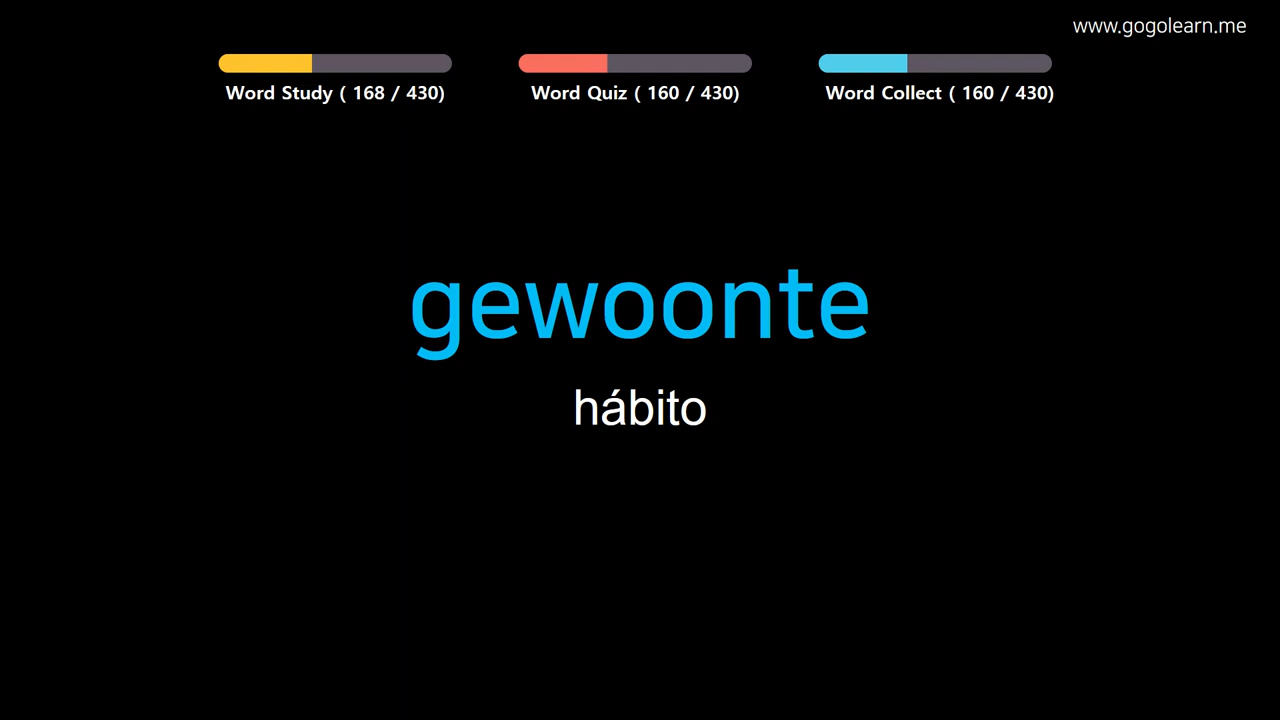 www.gogolearn.me
Word Study ( 168 / 430)
Word Quiz ( 160 / 430)
Word Collect ( 160 / 430)
gewoonte
hábito